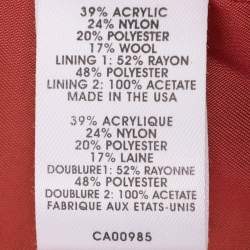 39% ACRYLIC
24% NYLON
20% POLYESTER
17% WOOL
LINING 1: 52% RAYON
48% POLYESTER
LINING 2: 100% ACETATE
MADE IN THE USA
39% ACRYLIQUE
24% NYLON
20% POLYESTER
17% LAINE
DOUBLURE1: 52% RAYONNE
48% POLYESTER
DOUBLURE 2: 100% ACETATE
FABRIQUE AUX ETATS-UNIS
CA00985